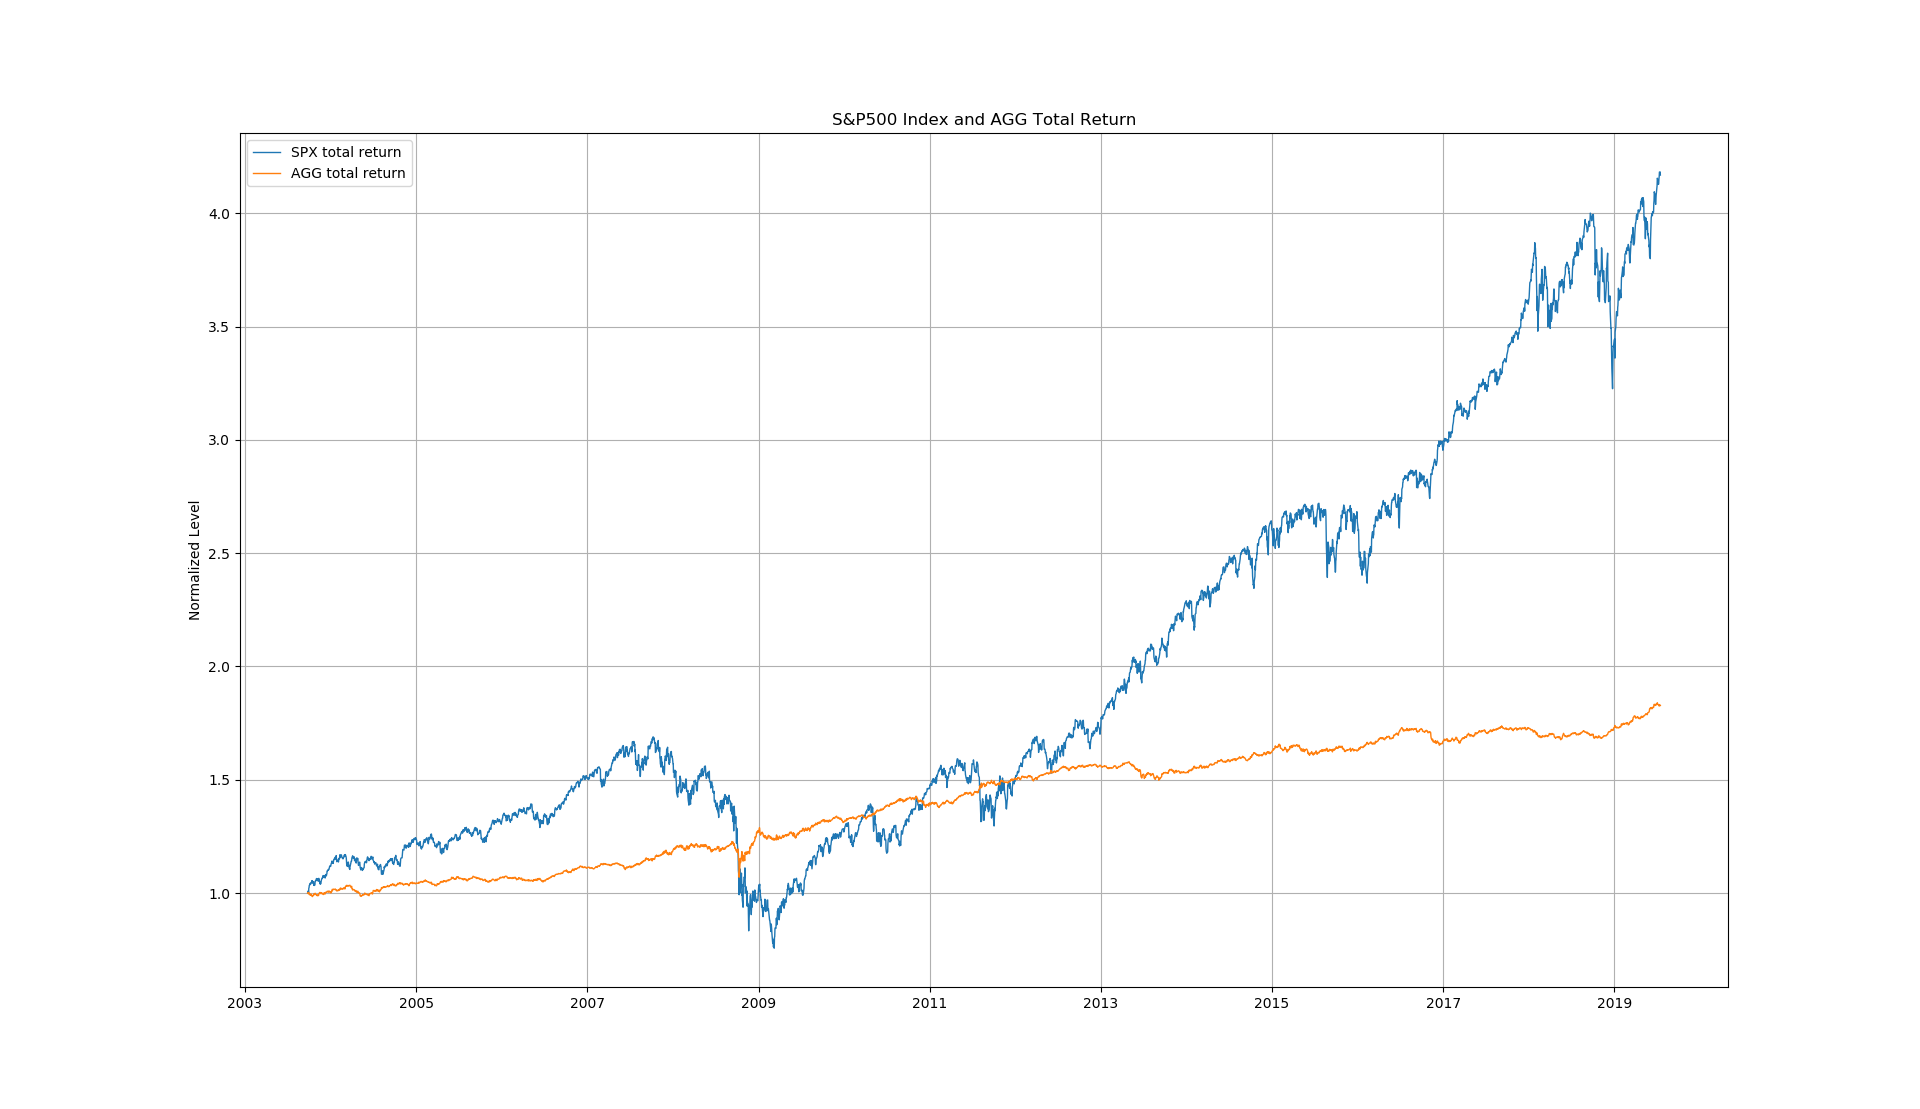 S&P500 Index and AGG Total Return
SPX total return
AGG total return
Normalized Level
4.0
3.5
3.0
2.5
2.0
1.5
1.0
2003 2005 2007 2009 2011 2013 2015 2017 2019